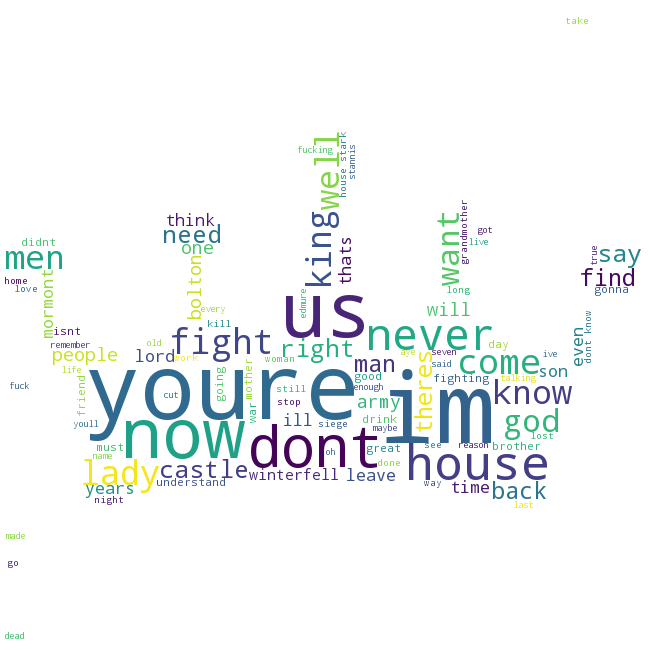 take
fucking
well
house stark
stannis
think
need
one
king
thats
want
grandmother
got
live
didnt
men
home
love
mormont
isnt
remember
bolton
every
kill
edmure
us
long
will
say
true
find
gonna
even
dont know
people
life
friend
youll
fuck
old
work
lord
fight
going
mother
woman
right
still
stop
war
man
good
aye
enough
never
theres
seven
said
day
come
ive
son
fighting
talking
youre
cut
im
know
army
drink
maybe
god
lost
now
dont
ill
siege
oh
great
done
see
reason
brother
must
name
lady
castle
understand
winterfell
leave
house
way
time
back
years
night
last
made
go
dead